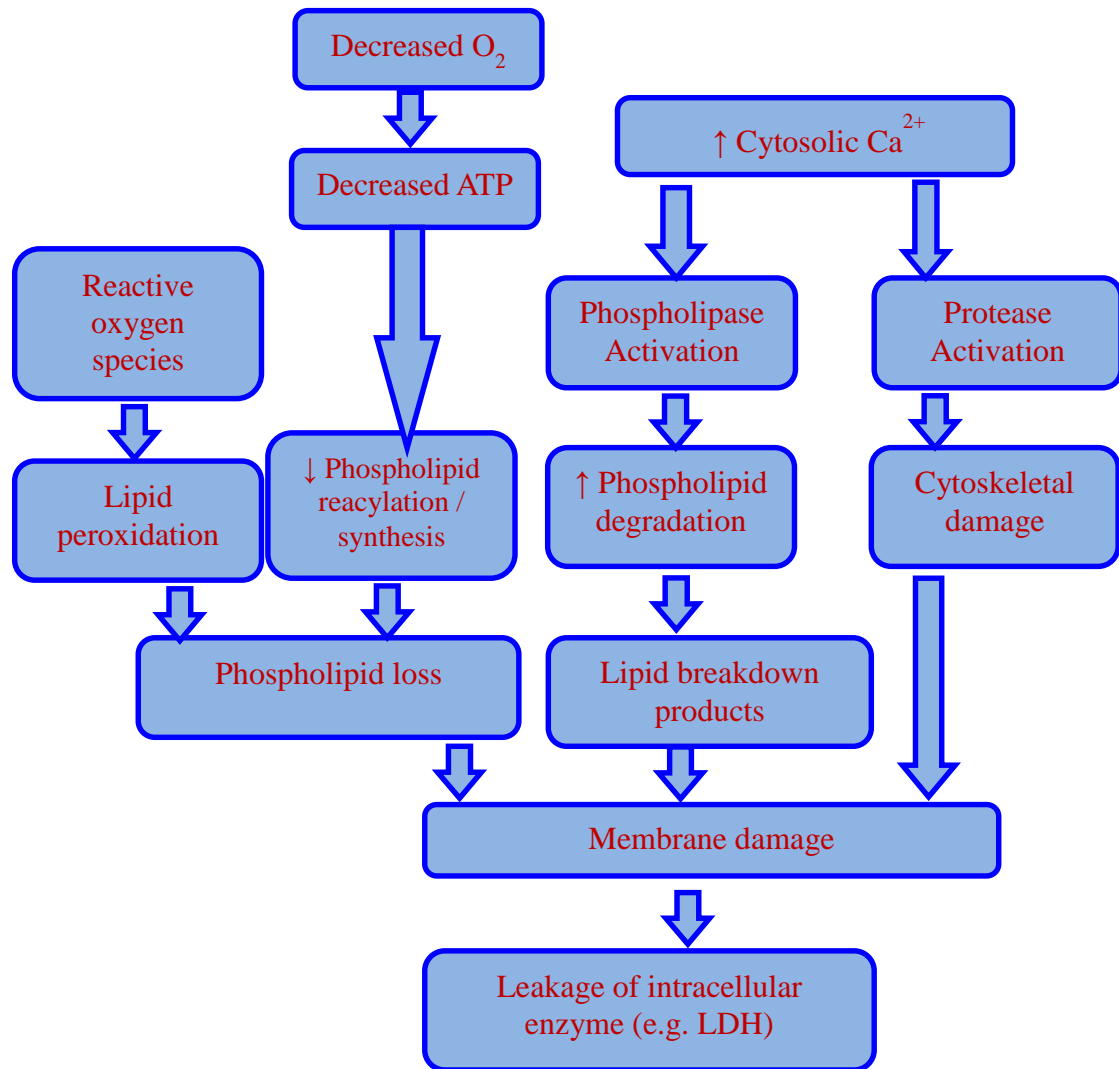 Decreased O2
↑ Cytosolic Ca2+
Decreased ATP
Reactive
oxygen
species
Phospholipase
Activation
Protease
Activation
Lipid
peroxidation
↓ Phospholipid
reacylation /
synthesis
↑ Phospholipid
degradation
Cytoskeletal
damage
Phospholipid loss
Lipid breakdown
products
Membrane damage
Leakage of intracellular
enzyme (e.g. LDH)